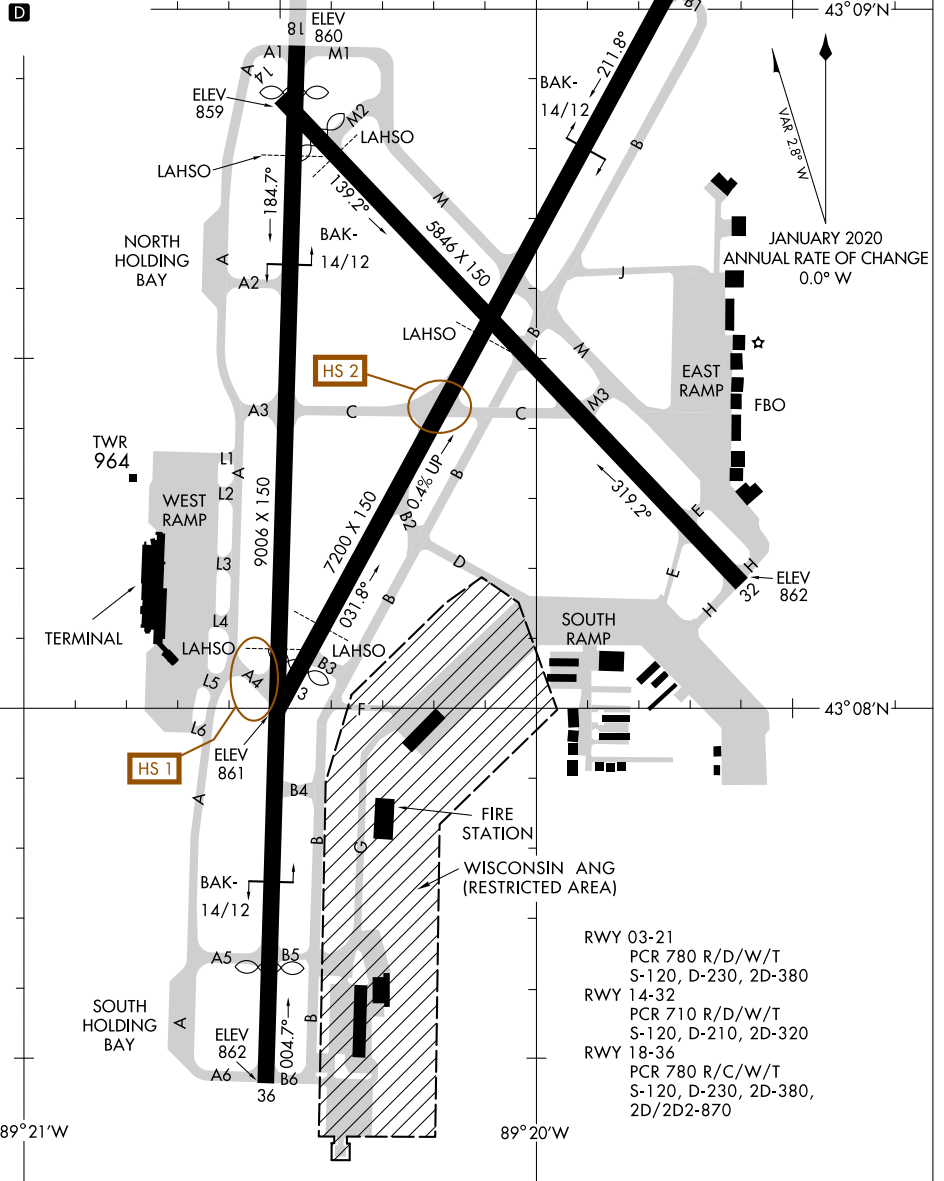 D
43°09'N
18
ELEV
860
B1
A1
M1
A
14
ELEV
859
M2
LAHSO
LAHSO
211.8°
BAK-
14/12
B
VAR 2.8° W
184.7°
139.2°
M
JANUARY 2020
ANNUAL RATE OF CHANGE
0.0° W
NORTH
HOLDING
BAY
A
BAK-
14/12
5846 X 150
A2
J
LAHSO
B
M
HS 2
EAST
RAMP
FBO
A3
C
C
M3
TWR
964
L1
A
L2
WEST
RAMP
9006 X 150
7200 X 150
0.4% UP
B
B2
319.2°
E
L3
D
E
H
32
ELEV
862
H
031.8°
B
TERMINAL
L4
LAHSO
LAHSO
SOUTH
RAMP
A4
B3
L5
3
L6
F
43°08'N
ELEV
861
HS 1
A
B4
B
G
FIRE
STATION
WISCONSIN ANG
(RESTRICTED AREA)
BAK-
14/12
A5
B5
SOUTH
HOLDING
BAY
A
ELEV
862
004.7°
B
A6
B6
36
RWY 03-21
PCR 780 R/D/W/T
S-120, D-230, 2D-380
RWY 14-32
PCR 710 R/D/W/T
S-120, D-210, 2D-320
RWY 18-36
PCR 780 R/C/W/T
S-120, D-230, 2D-380,
2D/2D2-870
89°21'W
89°20'W